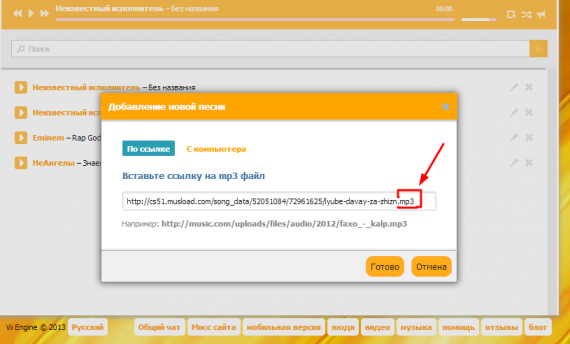 Неизвестный исполнитель – Без названия 00:00
Поиск
Неизвестный исполнитель – Без названия
Неизвестный исп
Eminem – Rap God
НеАнгелы – Знае
Добавление новой песни
По ссылке С компьютера
Вставьте ссылку на mp3 файл
http://cs51.musload.com/song_data/52051084/72961625/lyube-davay-za-zhizn.mp3
Например: http://music.com/uploads/files/audio/2012/faxo_-_kalp.mp3
Готово Отмена
Vii Engine © 2013 Русский Общий чат Мисс сайта мобильная версия люди видео музыка помощь отзывы блог